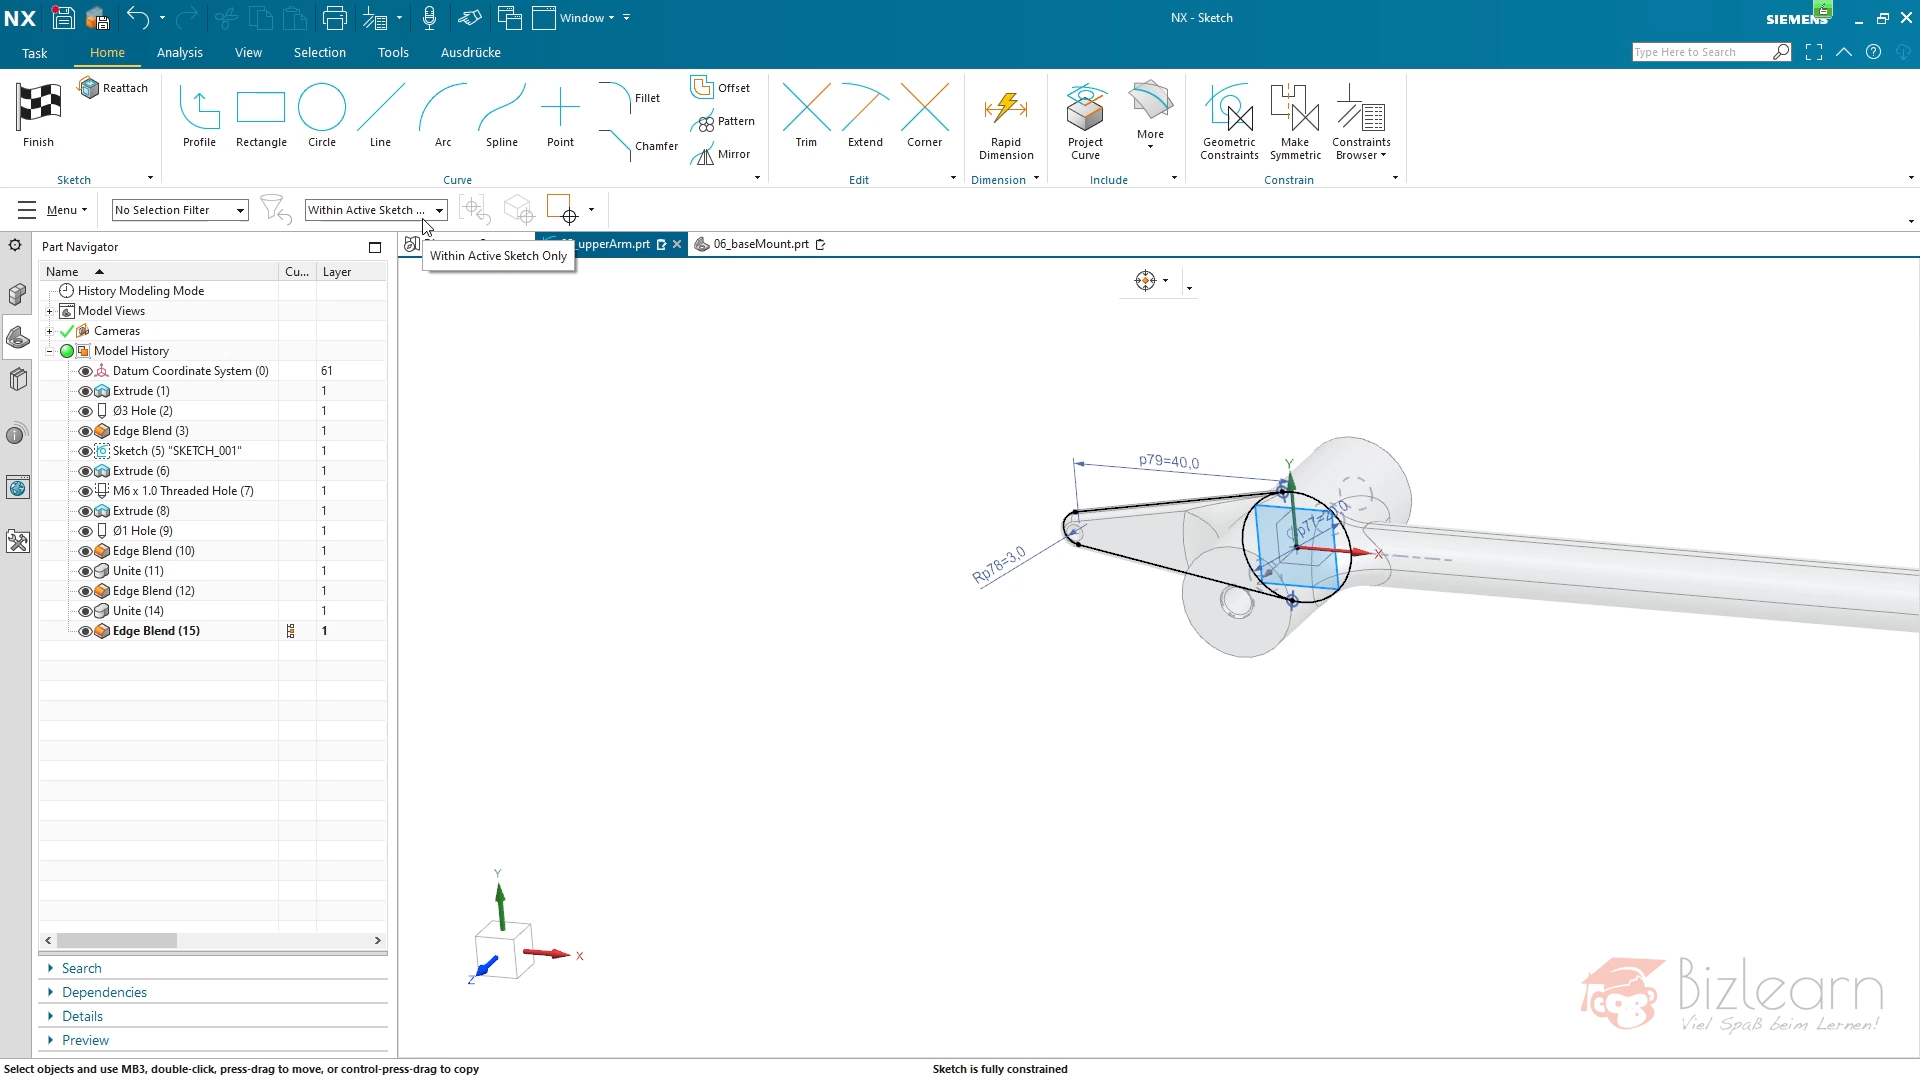 NX
Window
NX - Sketch
SIEMENS
Task
Home
Analysis
View
Selection
Tools
Ausdrücke
Type Here to Search
Finish
Reattach
Profile
Rectangle
Circle
Line
Arc
Spline
Point
Fillet
Chamfer
Offset
Pattern
Mirror
Trim
Extend
Corner
Rapid Dimension
Project Curve
More
Geometric Constraints
Make Symmetric
Constraints Browser
Sketch
Curve
Edit
Dimension
Include
Constrain
Menu
No Selection Filter
Within Active Sketch ...
Within Active Sketch Only
Part Navigator
_upperArm.prt
06_baseMount.prt
Name
Cu...
Layer
History Modeling Mode
Model Views
Cameras
Model History
Datum Coordinate System (0) 61
Extrude (1) 1
Ø3 Hole (2) 1
Edge Blend (3) 1
Sketch (5) "SKETCH_001" 1
Extrude (6) 1
M6 x 1.0 Threaded Hole (7) 1
Extrude (8) 1
Ø1 Hole (9) 1
Edge Blend (10) 1
Unite (11) 1
Edge Blend (12) 1
Unite (14) 1
Edge Blend (15) 1
p79=40,0
Rp78=3,0
Y
X
Y
X
Z
Search
Dependencies
Details
Preview
Bizlearn
Viel Spaß beim Lernen!
Select objects and use MB3, double-click, press-drag to move, or control-press-drag to copy
Sketch is fully constrained